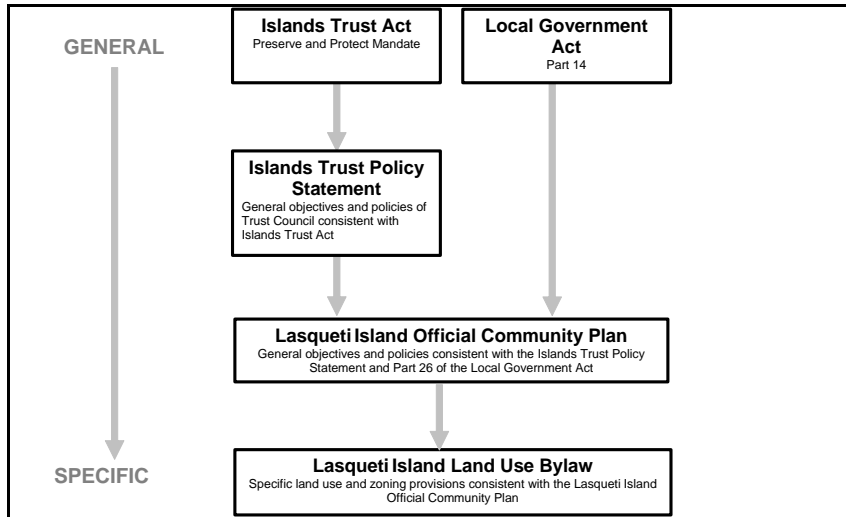 GENERAL
Islands Trust Act
Preserve and Protect Mandate
Local Government
Act
Part 14
Islands Trust Policy
Statement
General objectives and policies of
Trust Council consistent with
Islands Trust Act
Lasqueti Island Official Community Plan
General objectives and policies consistent with the Islands Trust Policy
Statement and Part 26 of the Local Government Act
Lasqueti Island Land Use Bylaw
Specific land use and zoning provisions consistent with the Lasqueti Island
Official Community Plan
SPECIFIC